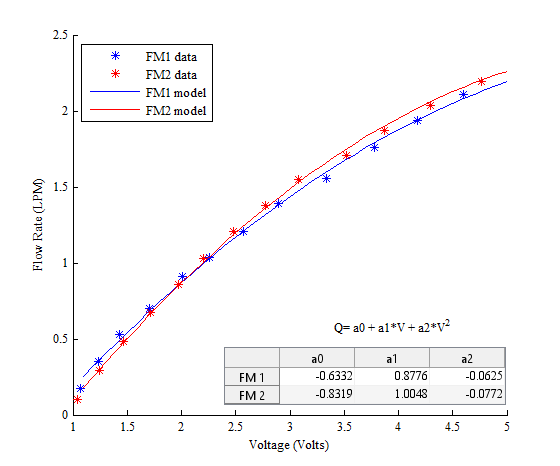 2.5
2
1.5
1
0.5
0
Flow Rate (LPM)
FM1 data
FM2 data
FM1 model
FM2 model
Q= a0 + a1*V + a2*V²
a0 a1 a2
FM 1 -0.6332 0.8776 -0.0625
FM 2 -0.8319 1.0048 -0.0772
1 1.5 2 2.5 3 3.5 4 4.5 5
Voltage (Volts)